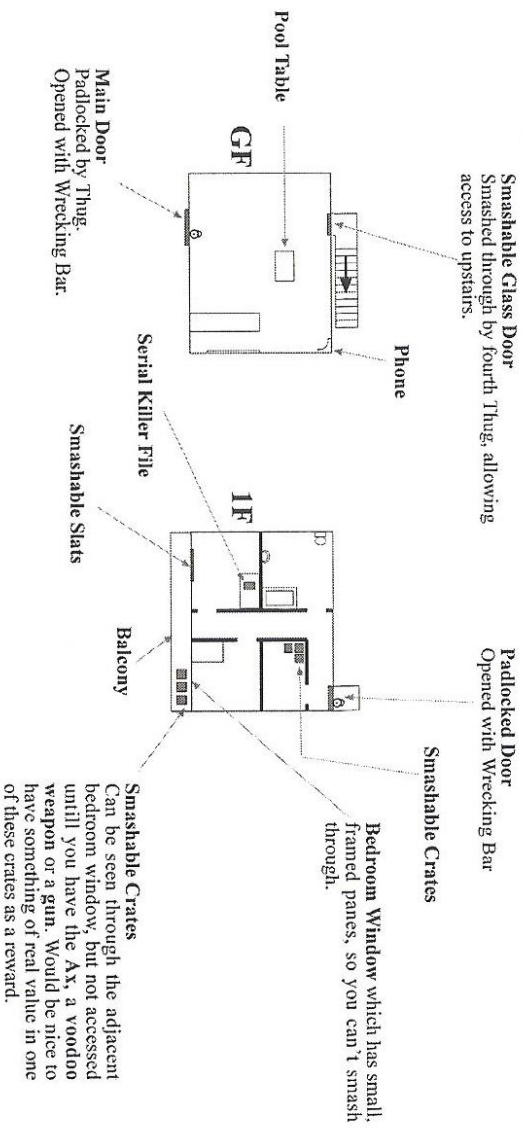 Smashable Glass Door
Smashed through by fourth Thug, allowing
access to upstairs.
Pool Table
Phone
GF
Main Door
Padlocked by Thug.
Opened with Wrecking Bar.
Padlocked Door
Opened with Wrecking Bar
Smashable Crates
Bedroom Window which has small,
framed panes, so you can't smash
through.
1F
Serial Killer File
Smashable Slats
Balcony
Smashable Crates
Can be seen through the adjacent
bedroom window, but not accessed
untill you have the Ax, a voodoo
weapon or a gun. Would be nice to
have something of real value in one
of these crates as a reward.